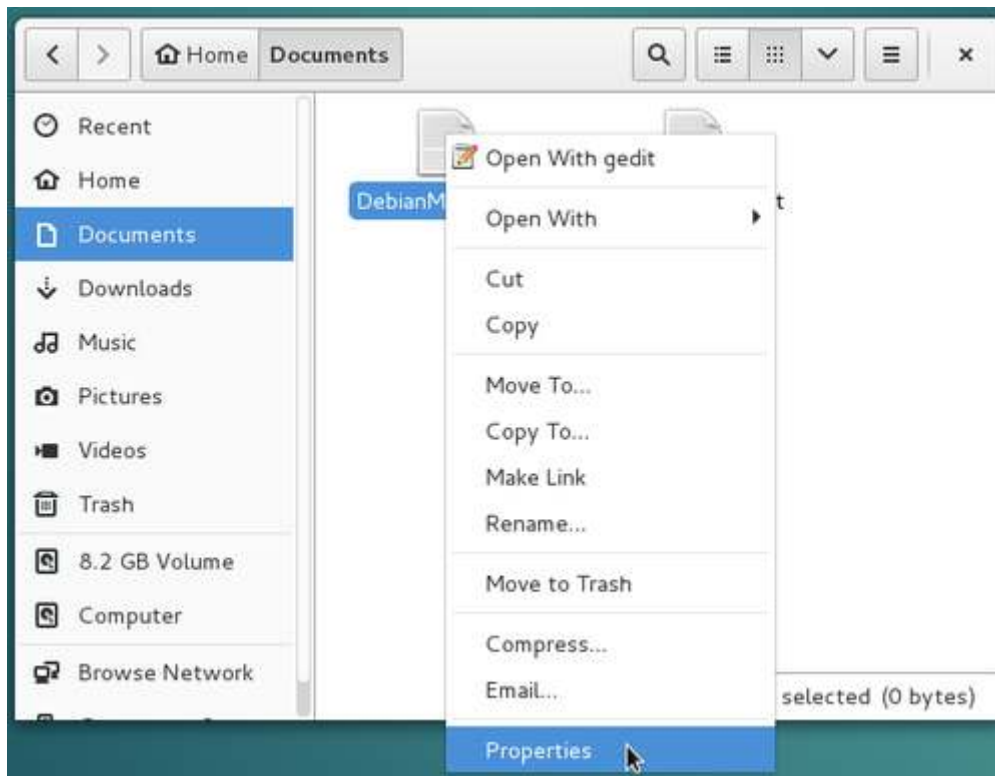 Home Documents
Recent
Home
Documents
Downloads
Music
Pictures
Videos
Trash
8.2 GB Volume
Computer
Browse Network
DebianM
t
Open With gedit
Open With
Cut
Copy
Move To...
Copy To...
Make Link
Rename...
Move to Trash
Compress...
Email...
Properties
selected (0 bytes)